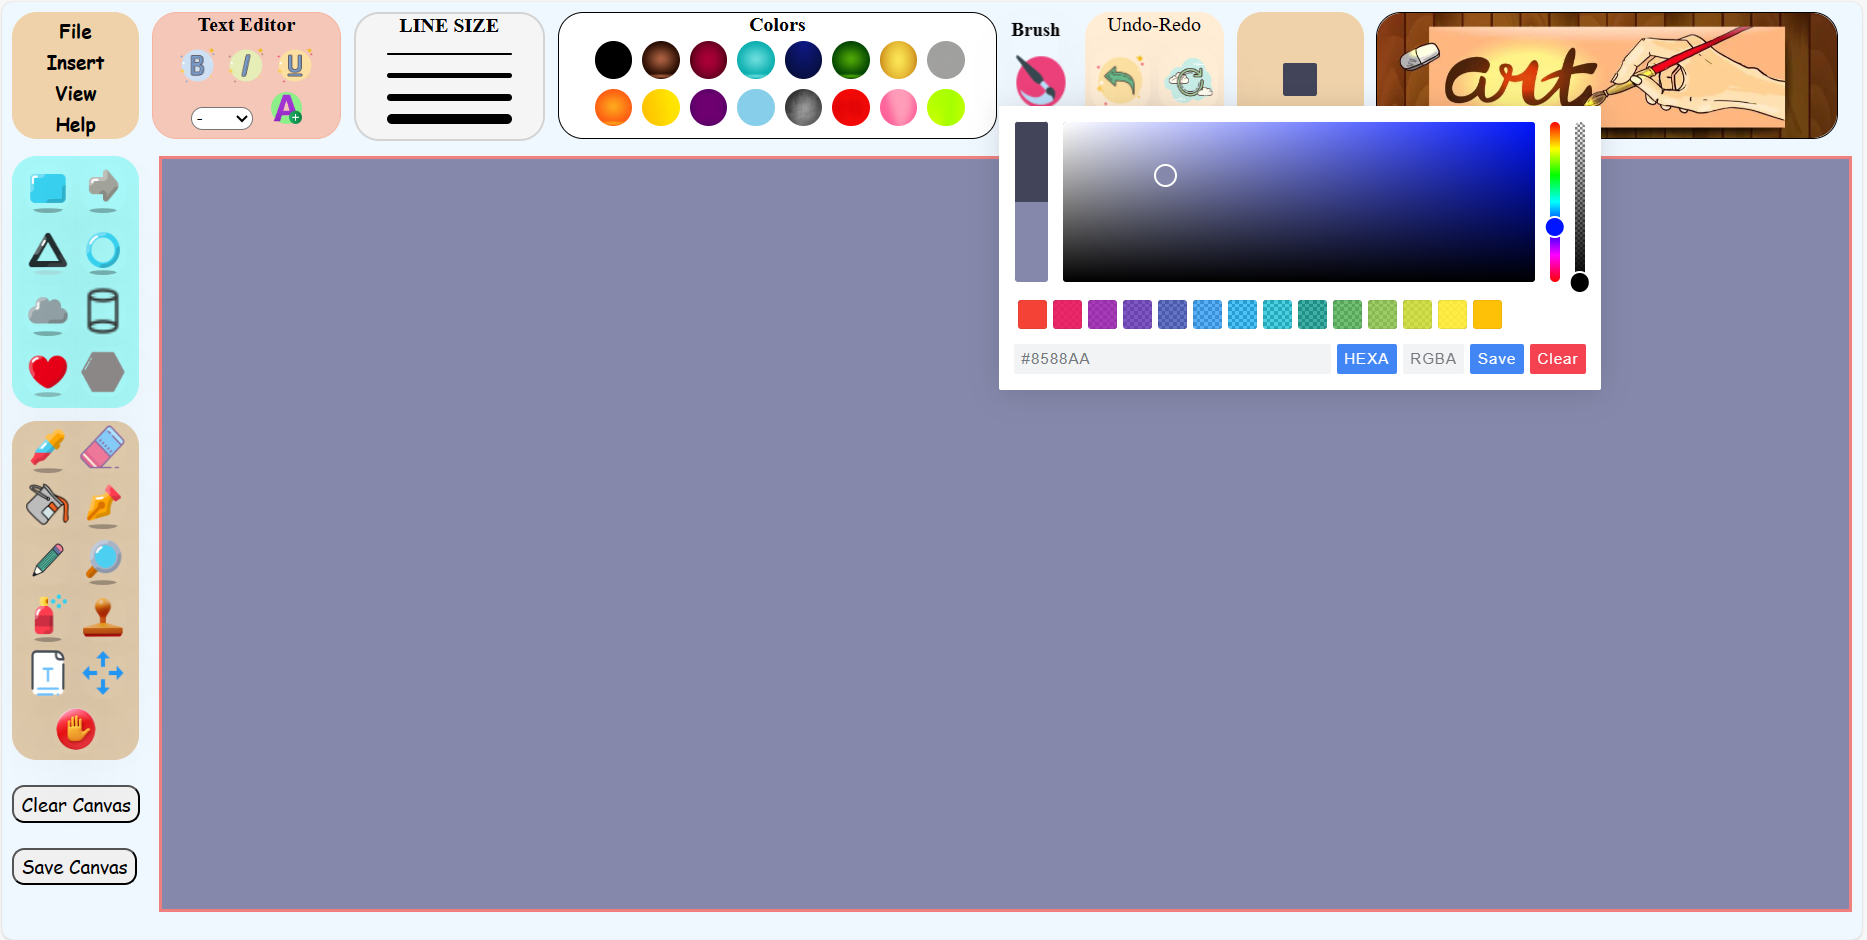 File
Insert
View
Help
Text Editor
B I U
-
A
LINE SIZE
Colors
Brush
Undo-Redo
art
#8588AA
HEXA
RGBA
Save
Clear
T
Clear Canvas
Save Canvas